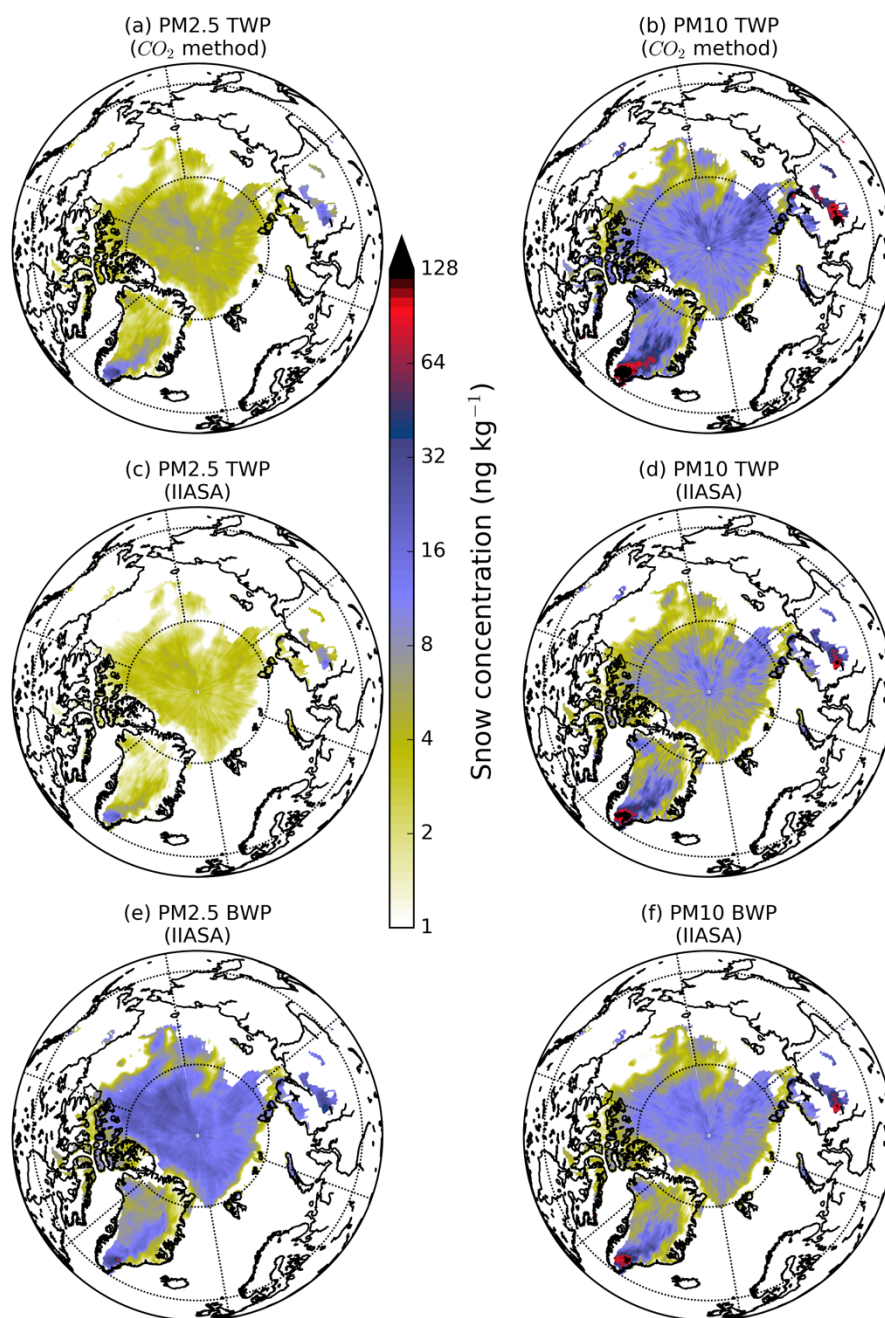 (a) PM2.5 TWP
(CO₂ method)
(b) PM10 TWP
(CO₂ method)
128
64
32
16
8
4
2
1
Snow concentration (ng kg⁻¹)
(c) PM2.5 TWP
(IIASA)
(d) PM10 TWP
(IIASA)
(e) PM2.5 BWP
(IIASA)
(f) PM10 BWP
(IIASA)